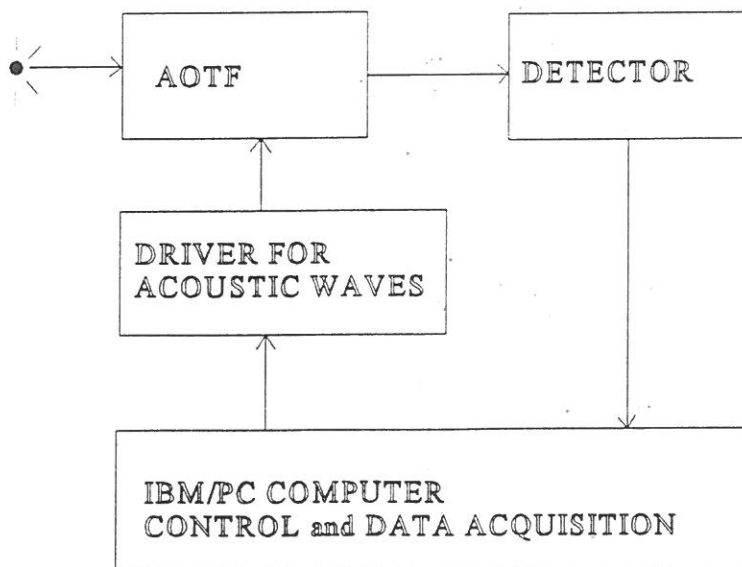 AOTF
DETECTOR
DRIVER FOR
ACOUSTIC WAVES
IBM/PC COMPUTER
CONTROL and DATA ACQUISITION